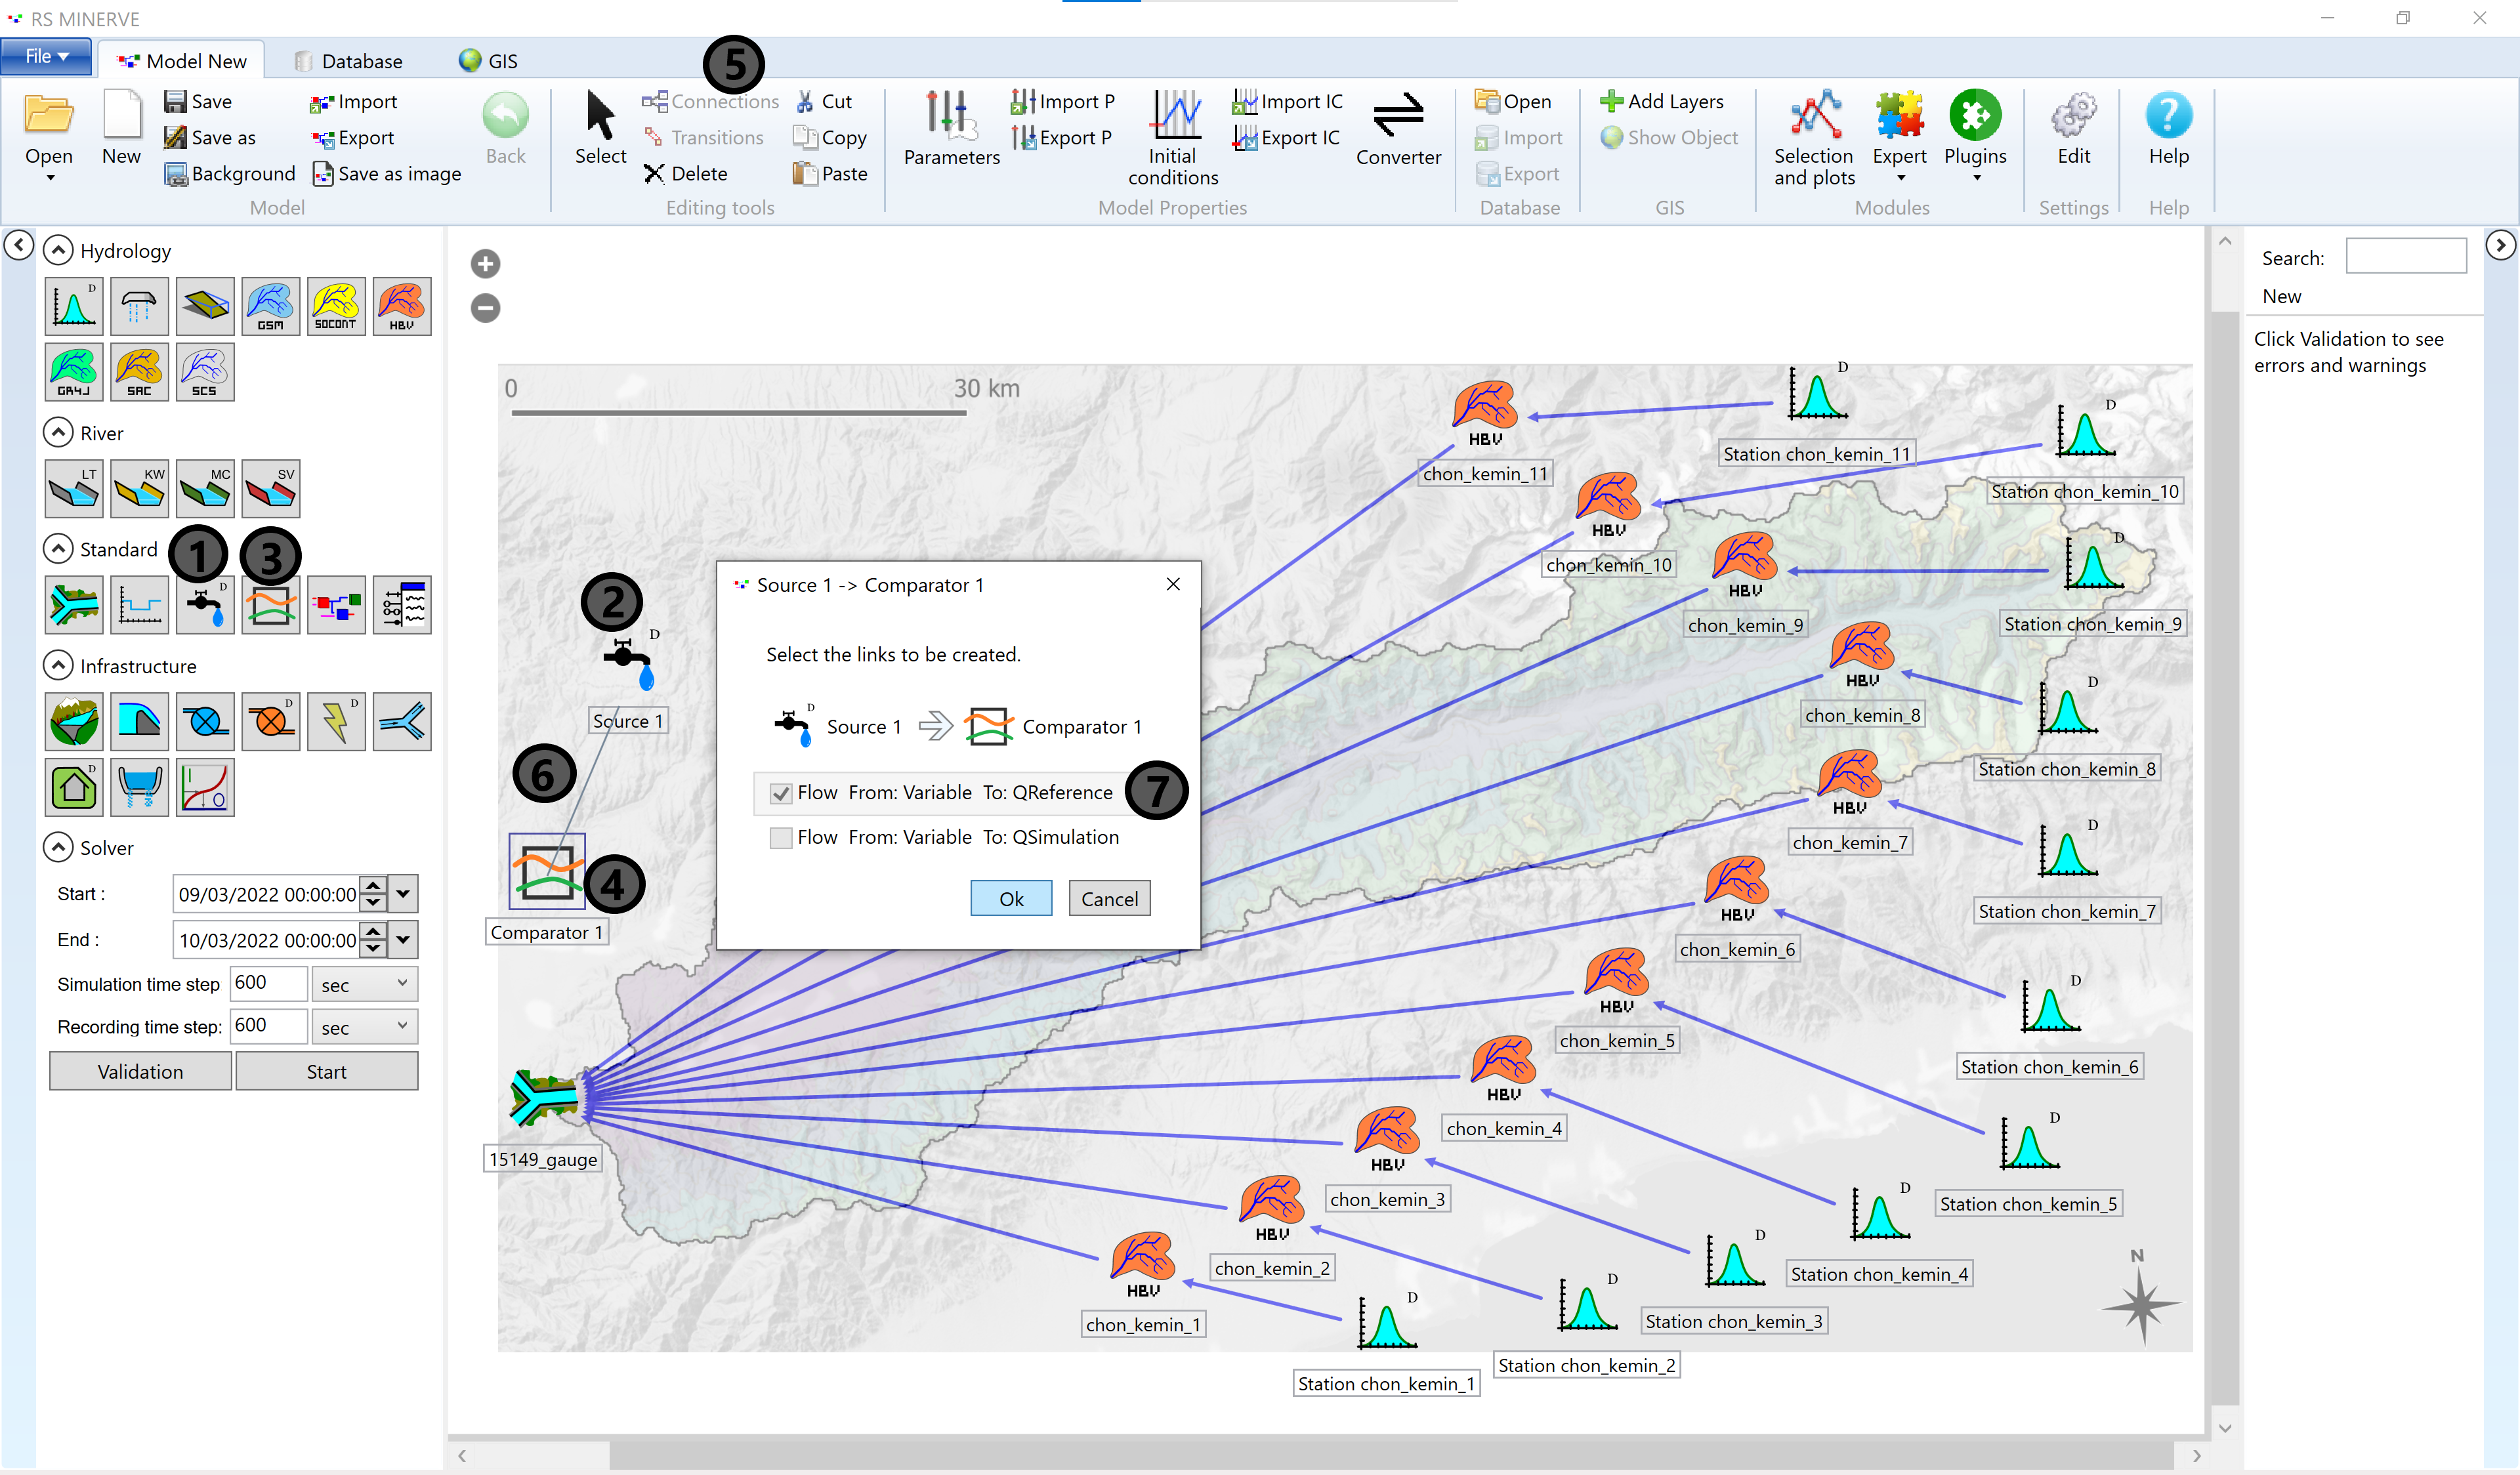 RS MINERVE
File
Model New
Database
GIS
5
Open
New
Save
Save as
Background
Import
Export
Save as image
Back
Model
Select
Connections
Transitions
Delete
Cut
Copy
Paste
Editing tools
Parameters
Import P
Export P
Initial
conditions
Import IC
Export IC
Converter
Model Properties
Open
Import
Export
Database
Add Layers
Show Object
GIS
Selection
and plots
Expert
Plugins
Modules
Edit
Settings
Help
Help
Hydrology
D
GSM
SOCONT
HBV
GR4J
SAC
SCS
River
LT
KW
MC
SV
Standard
1
3
D
Infrastructure
D
D
D
Solver
Start :
09/03/2022 00:00:00
End :
10/03/2022 00:00:00
Simulation time step
600
sec
Recording time step:
600
sec
Validation
Start
0
30 km
2
D
Source 1
6
4
Comparator 1
15149_gauge
Source 1 -> Comparator 1
Select the links to be created.
D
Source 1
Comparator 1
Flow From: Variable To: QReference
7
Flow From: Variable To: QSimulation
Ok
Cancel
HBV
chon_kemin_11
D
Station chon_kemin_11
HBV
chon_kemin_10
D
Station chon_kemin_10
HBV
chon_kemin_9
D
Station chon_kemin_9
HBV
chon_kemin_8
D
Station chon_kemin_8
HBV
chon_kemin_7
D
Station chon_kemin_7
HBV
chon_kemin_6
D
Station chon_kemin_6
HBV
chon_kemin_5
D
Station chon_kemin_5
HBV
chon_kemin_4
D
Station chon_kemin_4
HBV
chon_kemin_3
D
Station chon_kemin_3
HBV
chon_kemin_2
D
Station chon_kemin_2
HBV
chon_kemin_1
D
Station chon_kemin_1
N
Search:
New
Click Validation to see
errors and warnings